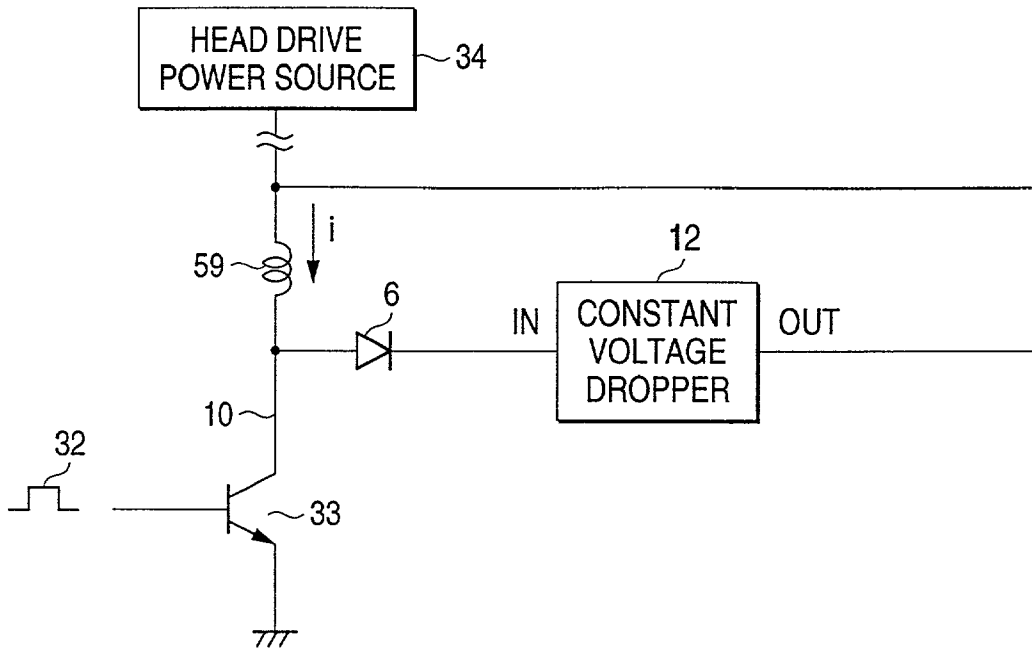 HEAD DRIVE
POWER SOURCE
34
i
59
12
6
IN
CONSTANT
VOLTAGE
DROPPER
OUT
10
32
33